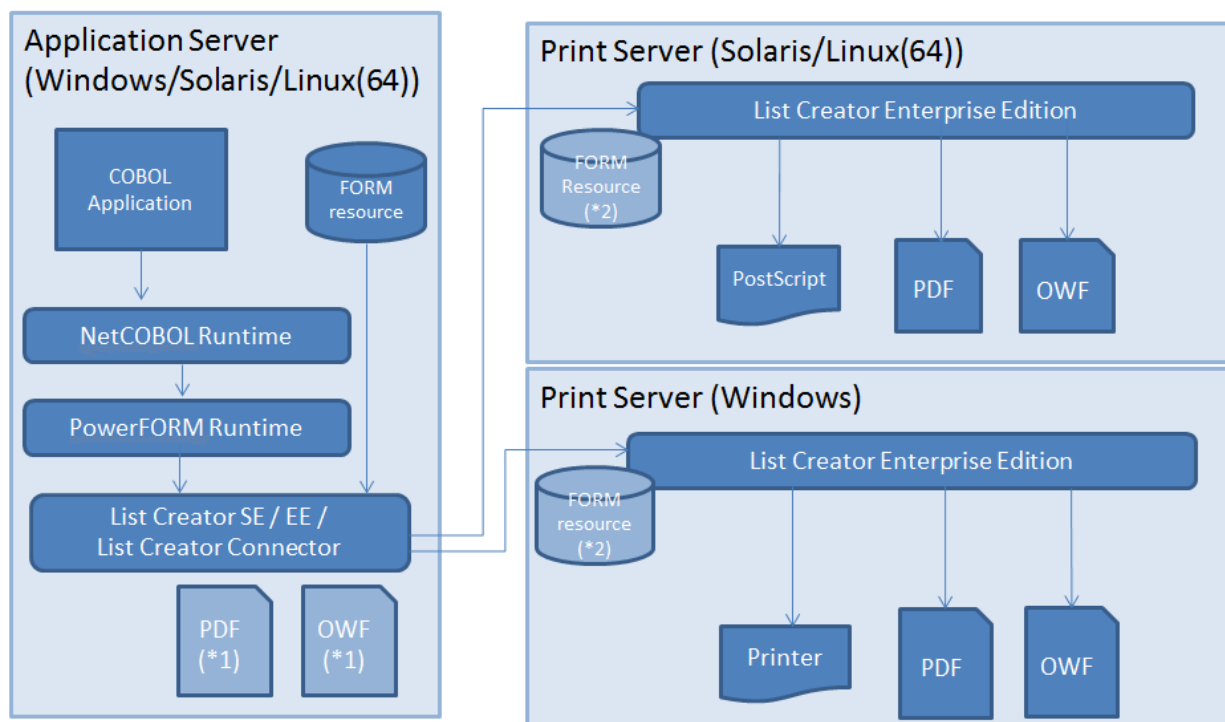 Application Server
(Windows/Solaris/Linux(64))
COBOL
Application
FORM
resource
NetCOBOL Runtime
PowerFORM Runtime
List Creator SE / EE /
List Creator Connector
PDF
(*1)
OWF
(*1)
Print Server (Solaris/Linux(64))
List Creator Enterprise Edition
FORM
Resource
(*2)
PostScript
PDF
OWF
Print Server (Windows)
List Creator Enterprise Edition
FORM
resource
(*2)
Printer
PDF
OWF